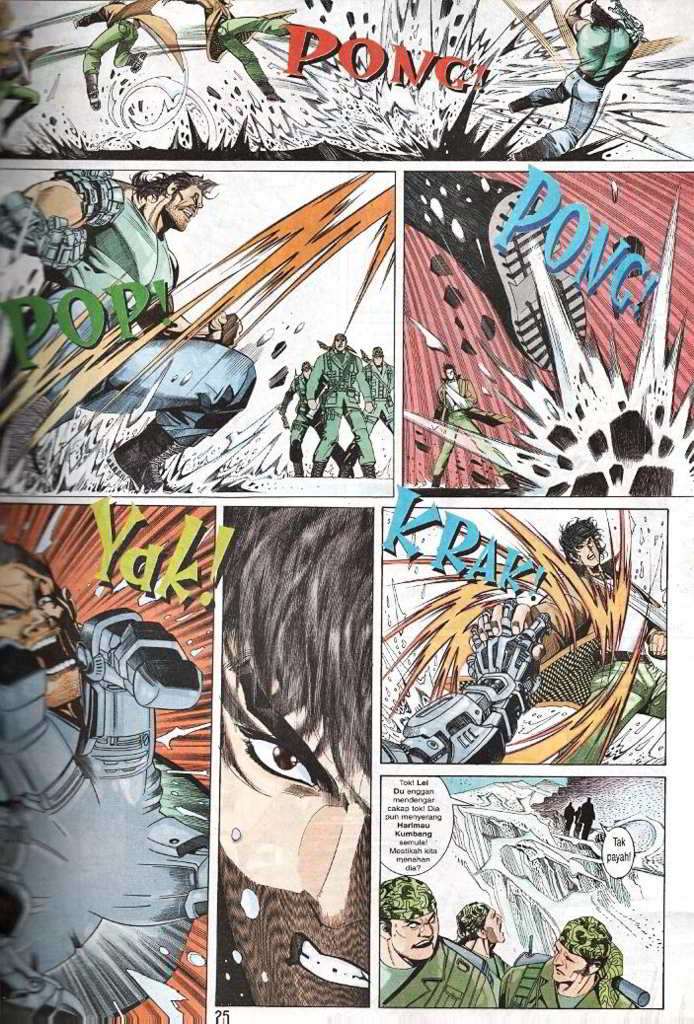 PONG!
POP!
PONG!
Yak!
KRAK!
Tok! Lei
Du enggan
mendengar
cakap tok! Dia
pun menyerang
Harimau
Kumbang
semula!
Mestikah kita
menahan
dia?
Tak
payah!
25